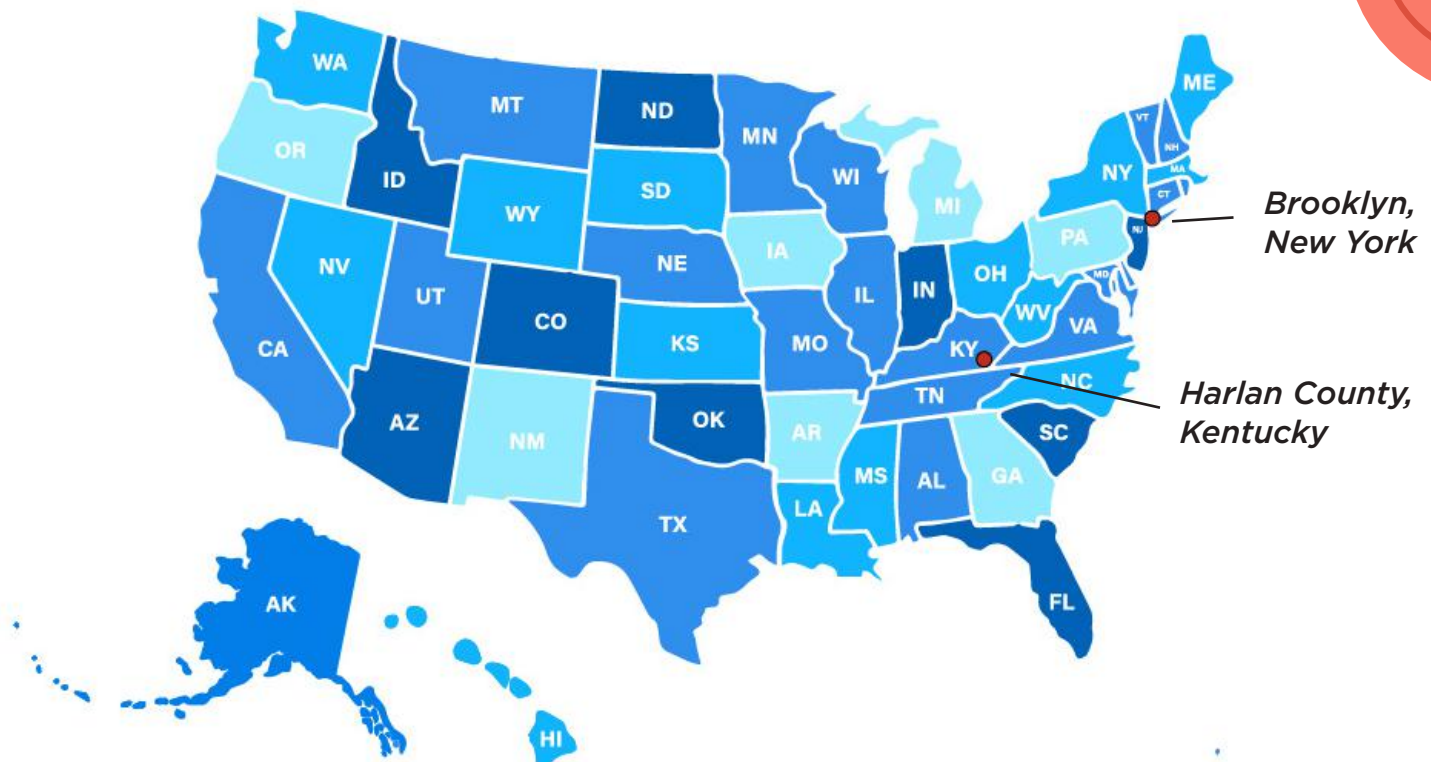 WA
MT
ND
MN
ME
VT
NH
OR
ID
SD
WI
NY
MA
WY
MI
CT
IA
PA
NJ
Brooklyn,
New York
NV
NE
OH
MD
UT
IL
IN
WV
CO
VA
CA
KS
MO
KY
NC
TN
Harlan County,
Kentucky
AZ
OK
AR
SC
NM
MS
AL
GA
LA
TX
AK
FL
HI